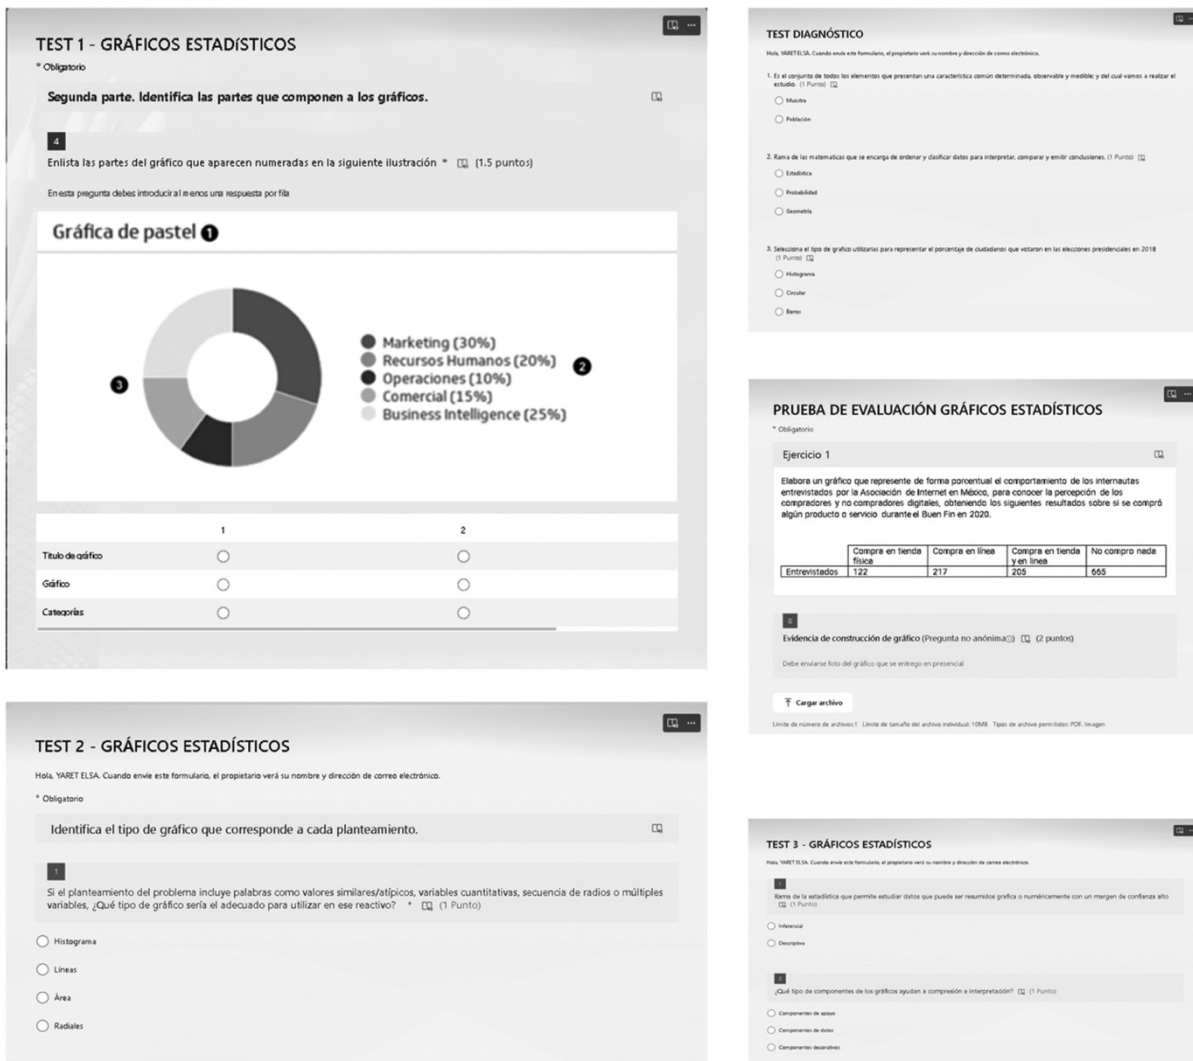 TEST 1 - GRÁFICOS ESTADÍSTICOS
* Obligatorio
Segunda parte. Identifica las partes que componen a los gráficos.
4
Enlista las partes del gráfico que aparecen numeradas en la siguiente ilustración * (1.5 puntos)
En esta pregunta debes introducir al menos una respuesta por fila
Gráfica de pastel 1
Marketing (30%)
Recursos Humanos (20%)
2
Operaciones (10%)
3
Comercial (15%)
Business Intelligence (25%)
1 2
Titulo de gráfico
Gráfico
Categorías
TEST 2 - GRÁFICOS ESTADÍSTICOS
Hola, YARET ELSA. Cuando envíe este formulario, el propietario verá su nombre y dirección de correo electrónico.
* Obligatorio
Identifica el tipo de gráfico que corresponde a cada planteamiento.
1
Si el planteamiento del problema incluye palabras como valores similares/atípicos, variables cuantitativas, secuencia de radios o múltiples
variables, ¿Qué tipo de gráfico sería el adecuado para utilizar en ese reactivo? * (1 Punto)
Histograma
Líneas
Área
Radiales
TEST DIAGNÓSTICO
Hola, YARET ELSA. Cuando envíe este formulario, el propietario verá su nombre y dirección de correo electrónico.
1. Es el conjunto de todos los elementos que presentan una característica común determinada, observable y medible; y del cual vamos a realizar el
estudio. (1 Punto)
Muestra
Población
2. Rama de las matematicas que se encarga de ordenar y clasificar datos para interpretar, comparar y emitir conclusiones. (1 Punto)
Estadística
Probabilidad
Geometría
3. Selecciona el tipo de grafico utilizarias para representar el porcentaje de ciudadanos que votaron en las elecciones presidenciales en 2018
(1 Punto)
Histograma
Circular
Barras
PRUEBA DE EVALUACIÓN GRÁFICOS ESTADÍSTICOS
* Obligatorio
Ejercicio 1
Elabora un gráfico que represente de forma porcentual el comportamiento de los internautas
entrevistados por la Asociación de Internet en México, para conocer la percepción de los
compradores y no compradores digitales, obteniendo los siguientes resultados sobre si se compró
algún producto o servicio durante el Buen Fin en 2020.
Compra en tienda Compra en línea Compra en tienda No compro nada
física y en linea
Entrevistados 122 217 205 665
Evidencia de construcción de gráfico (Pregunta no anónima) (2 puntos)
Debe enviarse foto del gráfico que se entrego en presencial
Cargar archivo
Límite de número de archivos:1 Límite de tamaño del archivo individual: 10MB Tipos de archivo permitidos: PDF, Imagen
TEST 3 - GRÁFICOS ESTADÍSTICOS
Hola, YARET ELSA. Cuando envíe este formulario, el propietario verá su nombre y dirección de correo electrónico.
1
Rama de la estadística que permite estudiar datos que puede ser resumidos grafica o numéricamente con un margen de confianza alto
(1 Punto)
Inferencial
Descriptiva
2
¿Qué tipo de componentes de los gráficos ayudan a compresión e interpretación? (1 Punto)
Componentes de apoyo
Componentes de datos
Componentes decorativos